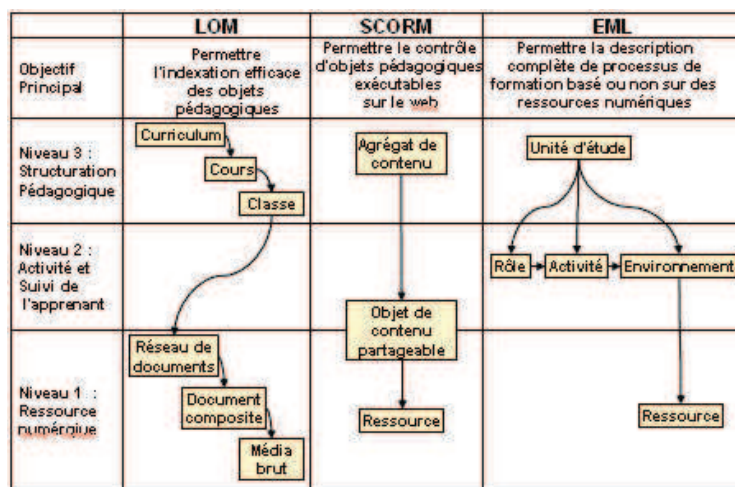 LOM
SCORM
EML
Objectif
Principal
Permettre
l'indexation efficace
des objets
pédagogiques
Permettre le contrôle
d'objets pédagogiques
exécutables
sur le web
Permettre la description
complète de processus de
formation basé ou non sur des
ressources numériques
Niveau 3 :
Structuration
Pédagogique
Curriculum
Cours
Classe
Agrégat de
contenu
Unité d'étude
Niveau 2 :
Activité et
Suivi de
l'apprenant
Rôle
Activité
Environnement
Objet de
contenu
partageable
Niveau 1 :
Ressource
numérgiue
Réseau de
documents
Document
composite
Média
brut
Ressource
Ressource